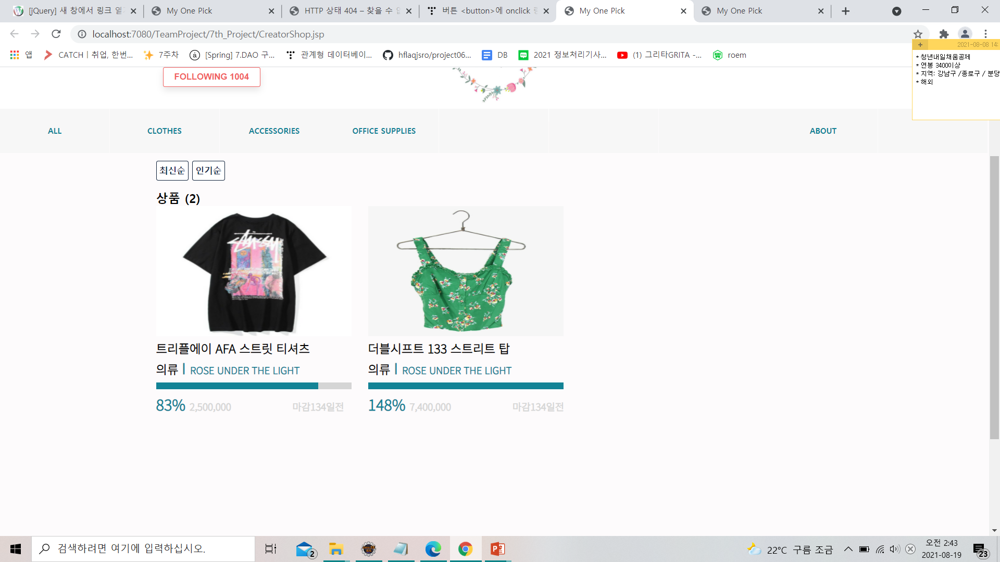 [jQuery] 새 창에서 링크 열기
My One Pick
HTTP 상태 404 – 찾을 수 없
버튼 <button>에 onclick 링
My One Pick
My One Pick
localhost:7080/TeamProject/7th_Project/CreatorShop.jsp
앱
CATCH | 취업, 한번...
7주차
[Spring] 7.DAO 구...
관계형 데이터베이...
hflaqjsro/project06...
DB
2021 정보처리기사...
(1) 그리타GRITA -...
roem
2021-08-08 14:
* 청년내일채움공제
* 연봉 3400이상
* 지역: 강남구 /종로구 / 분당
* 해외
FOLLOWING 1004
ALL
CLOTHES
ACCESSORIES
OFFICE SUPPLIES
ABOUT
최신순
인기순
상품 (2)
트리플에이 AFA 스트릿 티셔츠
의류 | ROSE UNDER THE LIGHT
83% 2,500,000 마감134일전
더블시프트 133 스트리트 탑
의류 | ROSE UNDER THE LIGHT
148% 7,400,000 마감134일전
검색하려면 여기에 입력하십시오.
2
22°C 구름 조금
오전 2:43
2021-08-19
23